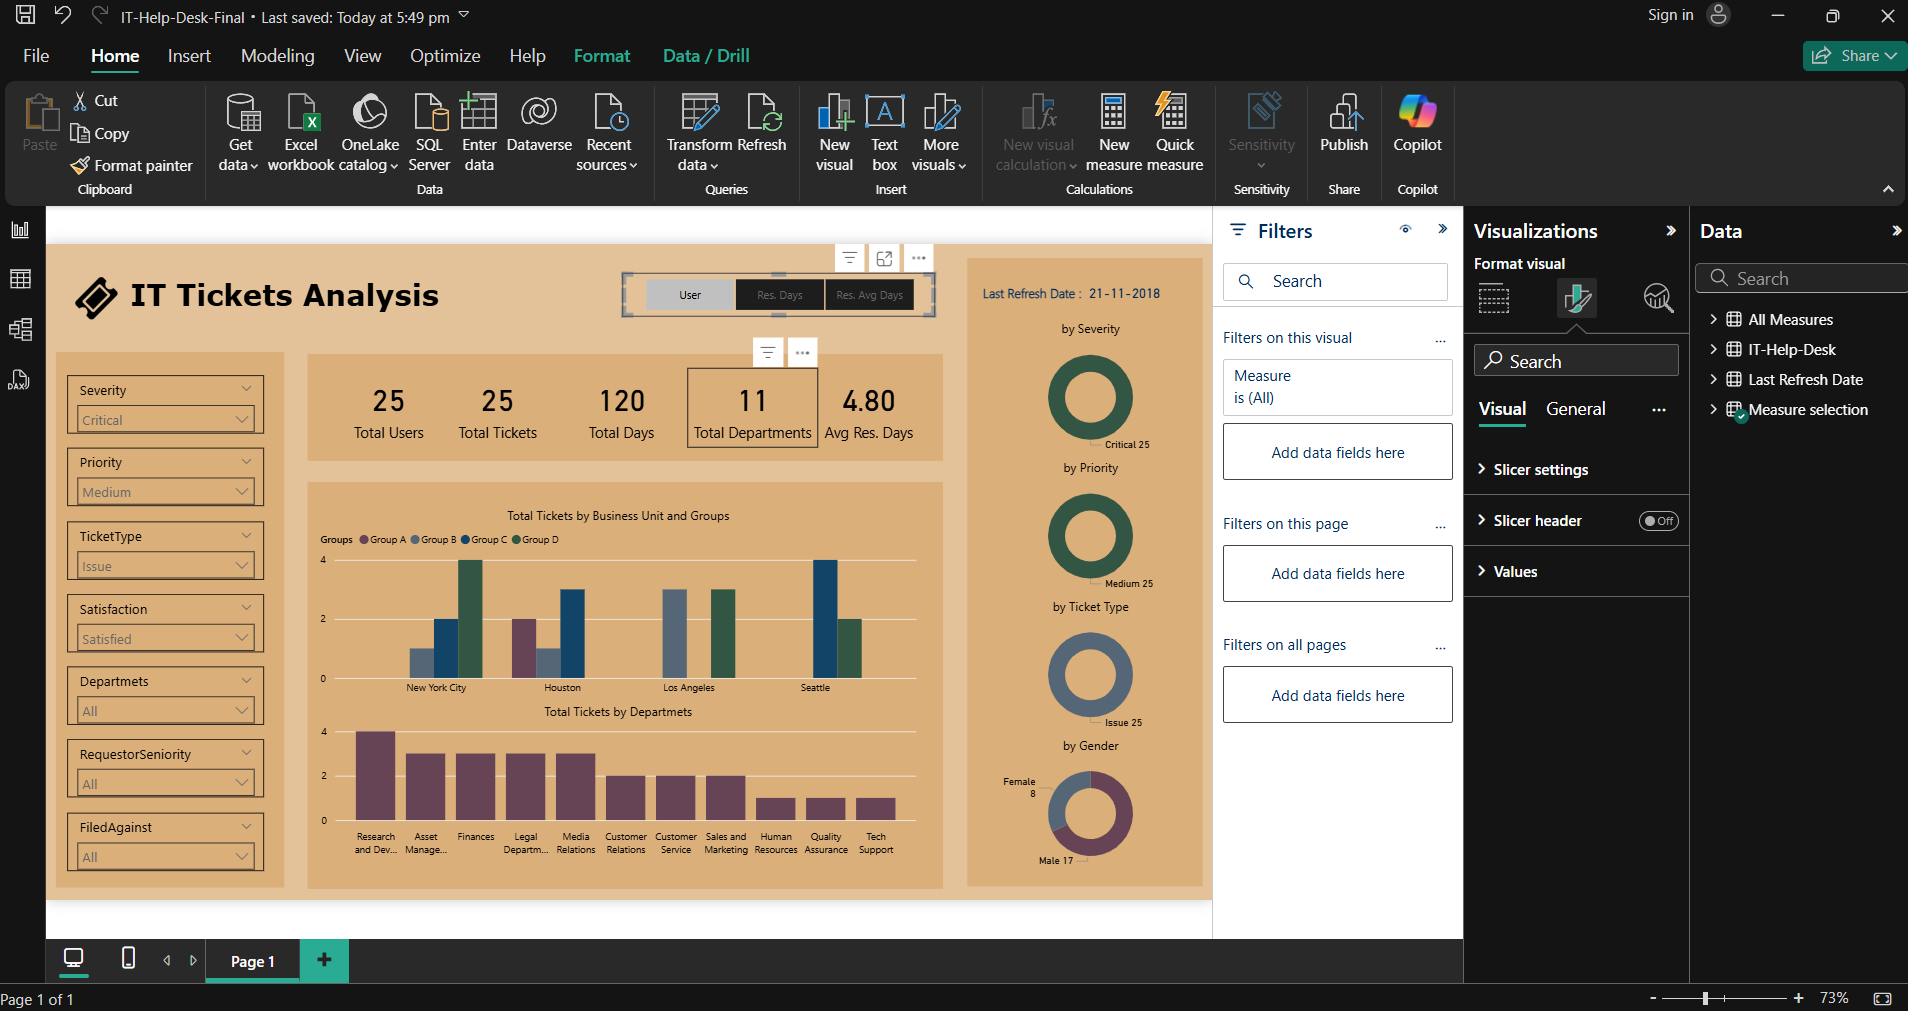 IT-Help-Desk-Final • Last saved: Today at 5:49 pm
Sign in
File Home Insert Modeling View Optimize Help Format Data / Drill
Share
Paste
Cut
Copy
Format painter
Clipboard
Get data
Excel workbook
OneLake catalog
SQL Server
Enter data
Dataverse
Recent sources
Data
Transform data
Refresh
Queries
New visual
Text box
More visuals
Insert
New visual calculation
New measure
Quick measure
Calculations
Sensitivity
Sensitivity
Publish
Share
Copilot
Copilot
DAX
IT Tickets Analysis
User
Res. Days
Res. Avg Days
Severity
Critical
Priority
Medium
TicketType
Issue
Satisfaction
Satisfied
Departmets
All
RequestorSeniority
All
FiledAgainst
All
25
Total Users
25
Total Tickets
120
Total Days
11
Total Departments
4.80
Avg Res. Days
Total Tickets by Business Unit and Groups
Groups Group A Group B Group C Group D
4
2
0
New York City
Houston
Los Angeles
Seattle
Total Tickets by Departmets
4
2
0
Research and Dev...
Asset Manage...
Finances
Legal Departm...
Media Relations
Customer Relations
Customer Service
Sales and Marketing
Human Resources
Quality Assurance
Tech Support
Last Refresh Date : 21-11-2018
by Severity
Critical 25
by Priority
Medium 25
by Ticket Type
Issue 25
by Gender
Female 8
Male 17
Filters
Search
Filters on this visual
...
Measure
is (All)
Add data fields here
Filters on this page
...
Add data fields here
Filters on all pages
...
Add data fields here
Visualizations
Format visual
Search
Visual General ...
Slicer settings
Slicer header
Off
Values
Data
Search
All Measures
IT-Help-Desk
Last Refresh Date
Measure selection
Page 1
+
Page 1 of 1
- + 73%